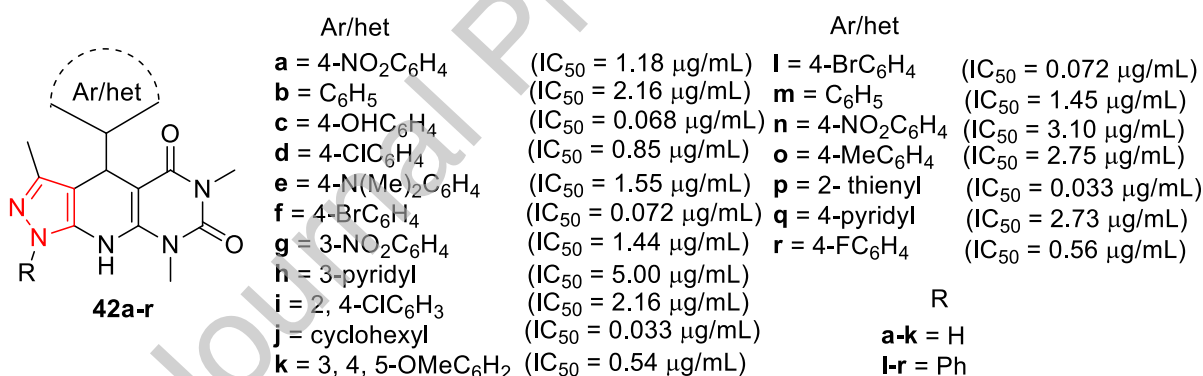 Ar/het
a = 4-NO2C6H4 (IC50 = 1.18 μg/mL)
b = C6H5 (IC50 = 2.16 μg/mL)
c = 4-OHC6H4 (IC50 = 0.068 μg/mL)
d = 4-ClC6H4 (IC50 = 0.85 μg/mL)
e = 4-N(Me)2C6H4 (IC50 = 1.55 μg/mL)
f = 4-BrC6H4 (IC50 = 0.072 μg/mL)
g = 3-NO2C6H4 (IC50 = 1.44 μg/mL)
h = 3-pyridyl (IC50 = 5.00 μg/mL)
i = 2, 4-ClC6H3 (IC50 = 2.16 μg/mL)
j = cyclohexyl (IC50 = 0.033 μg/mL)
k = 3, 4, 5-OMeC6H2 (IC50 = 0.54 μg/mL)
Ar/het
l = 4-BrC6H4 (IC50 = 0.072 μg/mL)
m = C6H5 (IC50 = 1.45 μg/mL)
n = 4-NO2C6H4 (IC50 = 3.10 μg/mL)
o = 4-MeC6H4 (IC50 = 2.75 μg/mL)
p = 2- thienyl (IC50 = 0.033 μg/mL)
q = 4-pyridyl (IC50 = 2.73 μg/mL)
r = 4-FC6H4 (IC50 = 0.56 μg/mL)
R
a-k = H
l-r = Ph
Ar/het
O
N
N
N
O
N
H
N
R
42a-r
Journal Pr